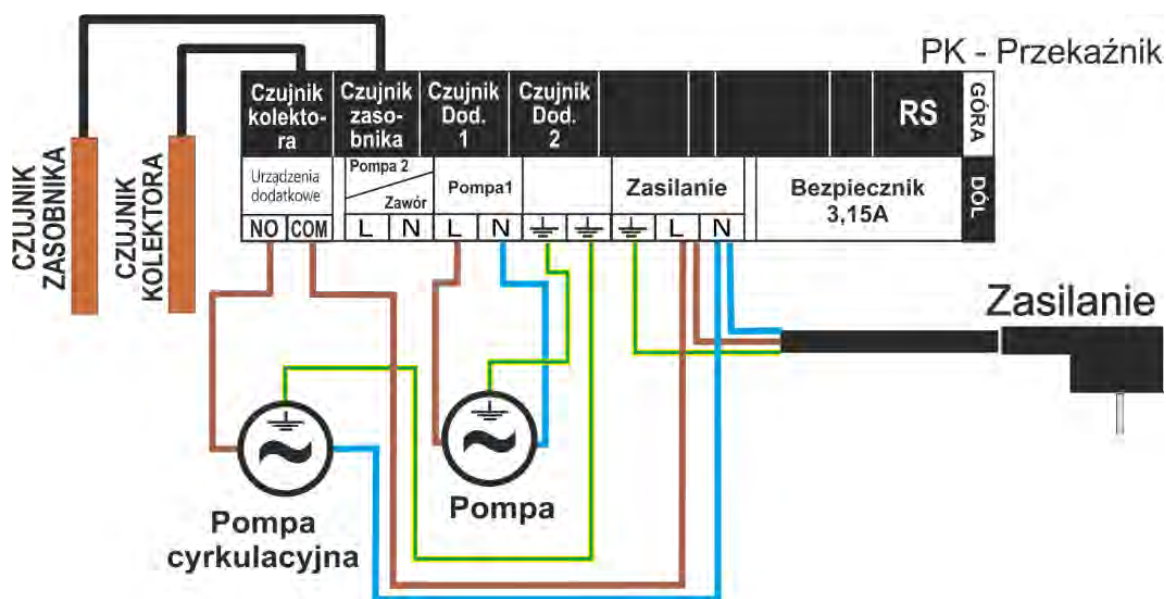 PK - Przekaźnik
Czujnik
kolekto-
ra
Czujnik
zaso-
bnika
Czujnik
Dod.
1
Czujnik
Dod.
2
RS
GÓRA
CZUJNIK
ZASOBNIKA
CZUJNIK
KOLEKTORA
Urządzenia
dodatkowe
Pompa 2
Zawór
Pompa1
Zasilanie
Bezpiecznik
3,15A
DÓL
NO COM L N L N L N
Zasilanie
Pompa
cyrkulacyjna
Pompa